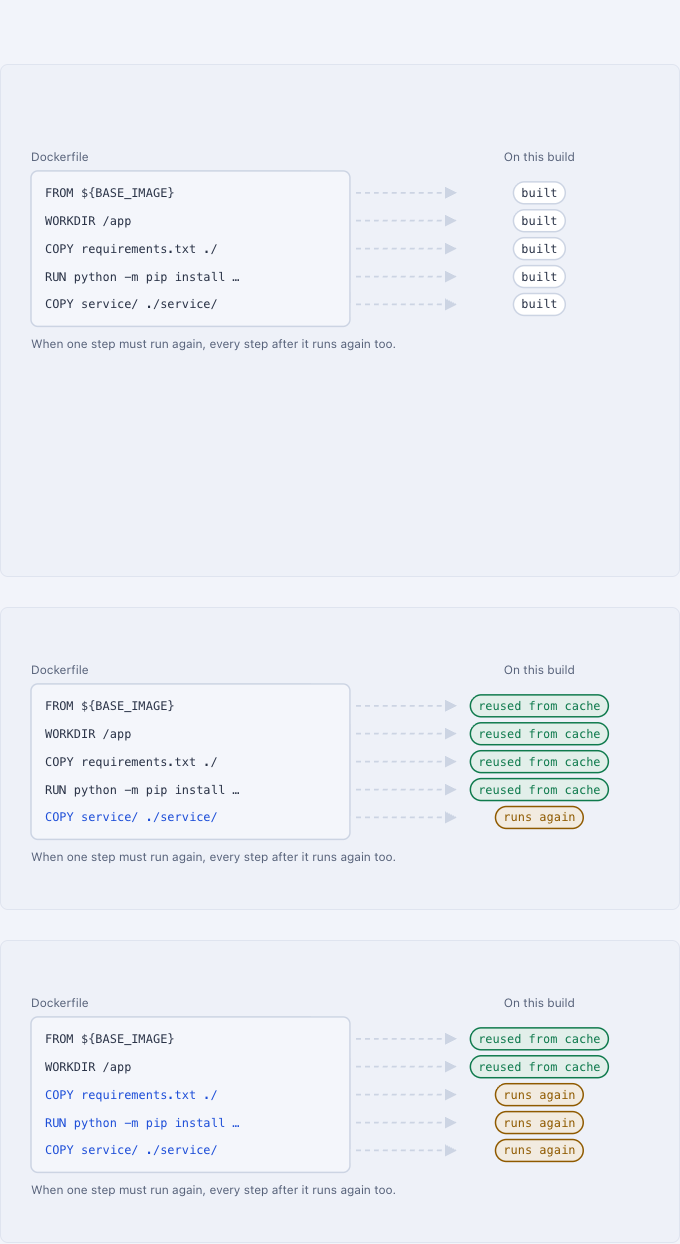 Dockerfile On this build
FROM ${BASE_IMAGE} built
WORKDIR /app built
COPY requirements.txt ./ built
RUN python -m pip install … built
COPY service/ ./service/ built
When one step must run again, every step after it runs again too.
Dockerfile On this build
FROM ${BASE_IMAGE} reused from cache
WORKDIR /app reused from cache
COPY requirements.txt ./ reused from cache
RUN python -m pip install … reused from cache
COPY service/ ./service/ runs again
When one step must run again, every step after it runs again too.
Dockerfile On this build
FROM ${BASE_IMAGE} reused from cache
WORKDIR /app reused from cache
COPY requirements.txt ./ runs again
RUN python -m pip install … runs again
COPY service/ ./service/ runs again
When one step must run again, every step after it runs again too.